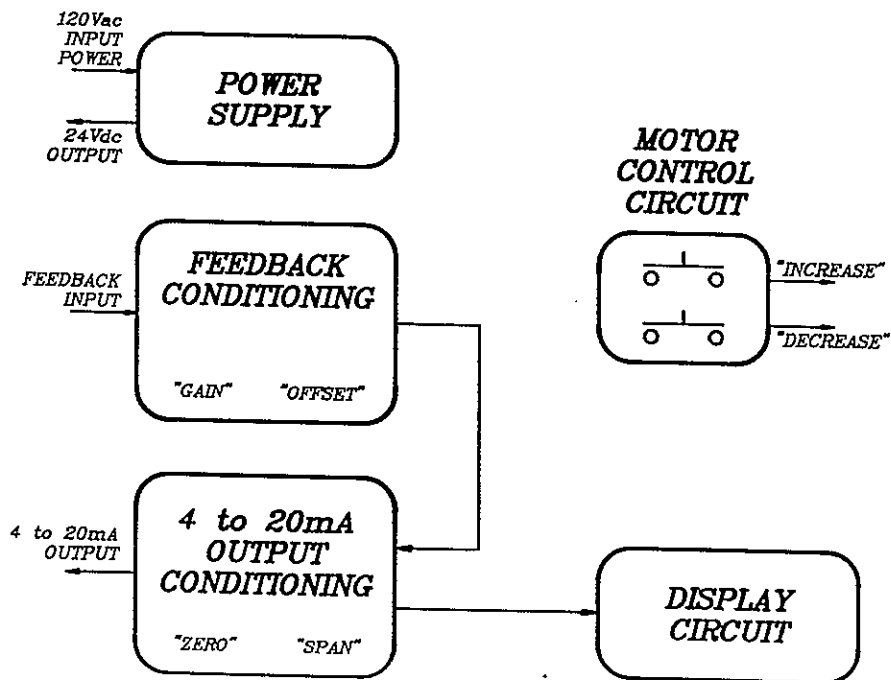 120Vac
INPUT
POWER
POWER
SUPPLY
24Vdc
OUTPUT
MOTOR
CONTROL
CIRCUIT
"INCREASE"
"DECREASE"
FEEDBACK
INPUT
FEEDBACK
CONDITIONING
"GAIN" "OFFSET"
4 to 20mA
OUTPUT
4 to 20mA
OUTPUT
CONDITIONING
"ZERO" "SPAN"
DISPLAY
CIRCUIT